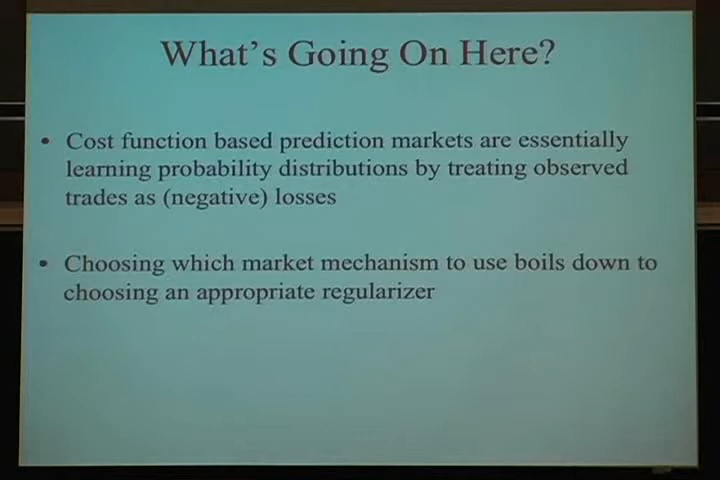 What's Going On Here?
• Cost function based prediction markets are essentially
learning probability distributions by treating observed
trades as (negative) losses
• Choosing which market mechanism to use boils down to
choosing an appropriate regularizer